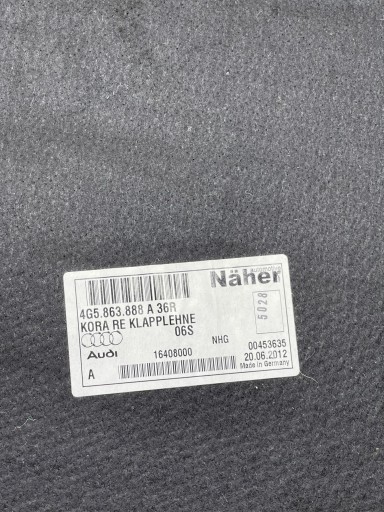 Näher
automotive
4G5.863.888 A 36R
KORA RE KLAPPLEHNE
06S
5028
Audi
16408000
NHG
00453635
20.06.2012
Made in Germany
A